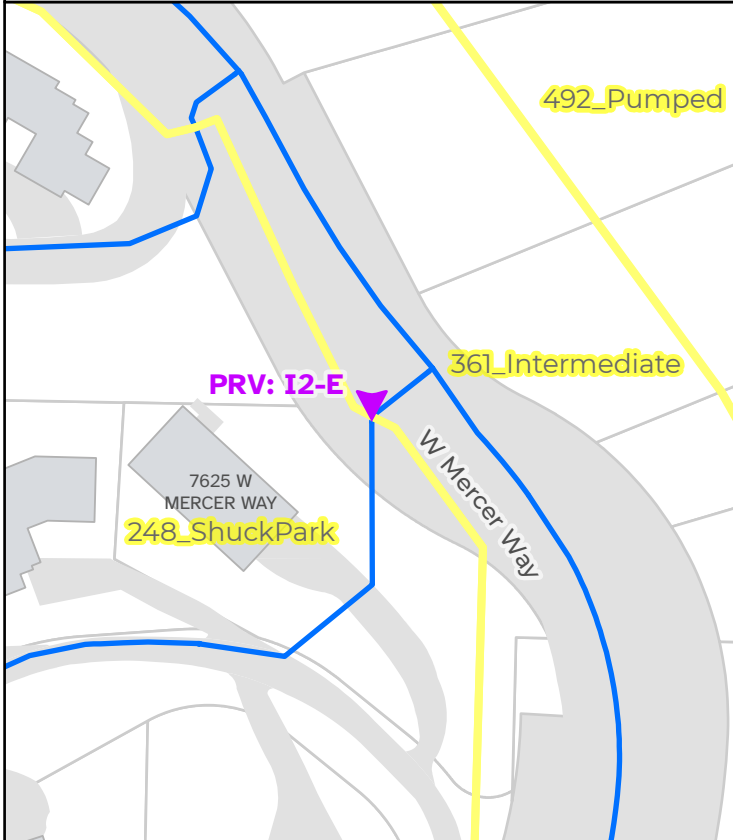 492_Pumped
361_Intermediate
PRV: I2-E
W Mercer Way
7625 W
MERCER WAY
248_ShuckPark